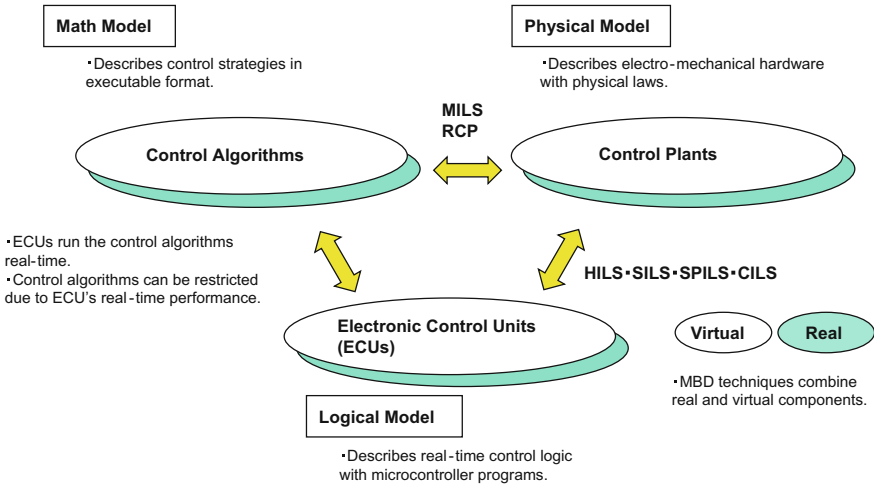 Math Model
・Describes control strategies in
executable format.
Physical Model
・Describes electro-mechanical hardware
with physical laws.
MILS
RCP
Control Algorithms
Control Plants
・ECUs run the control algorithms
real-time.
・Control algorithms can be restricted
due to ECU's real-time performance.
HILS・SILS・SPILS・CILS
Electronic Control Units
(ECUs)
Virtual
Real
・MBD techniques combine
real and virtual components.
Logical Model
・Describes real-time control logic
with microcontroller programs.